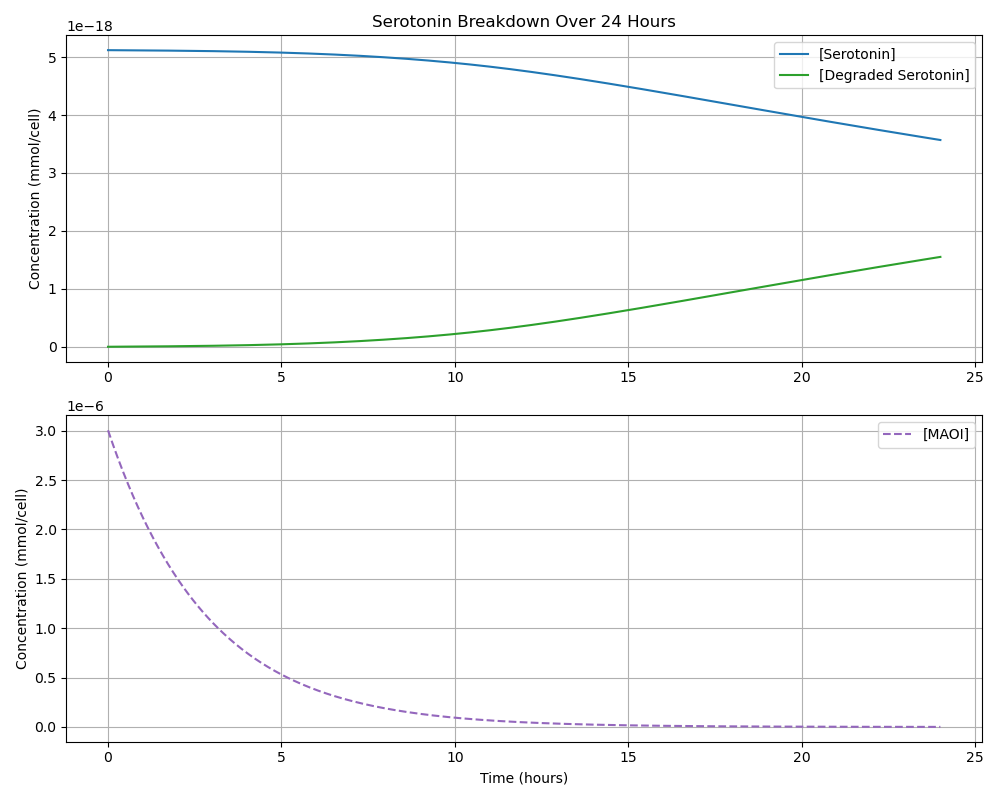 Serotonin Breakdown Over 24 Hours
1e−18
[Serotonin]
[Degraded Serotonin]
Concentration (mmol/cell)
5
4
3
2
1
0
0 5 10 15 20 25
1e−6
[MAOI]
Concentration (mmol/cell)
3.0
2.5
2.0
1.5
1.0
0.5
0.0
0 5 10 15 20 25
Time (hours)